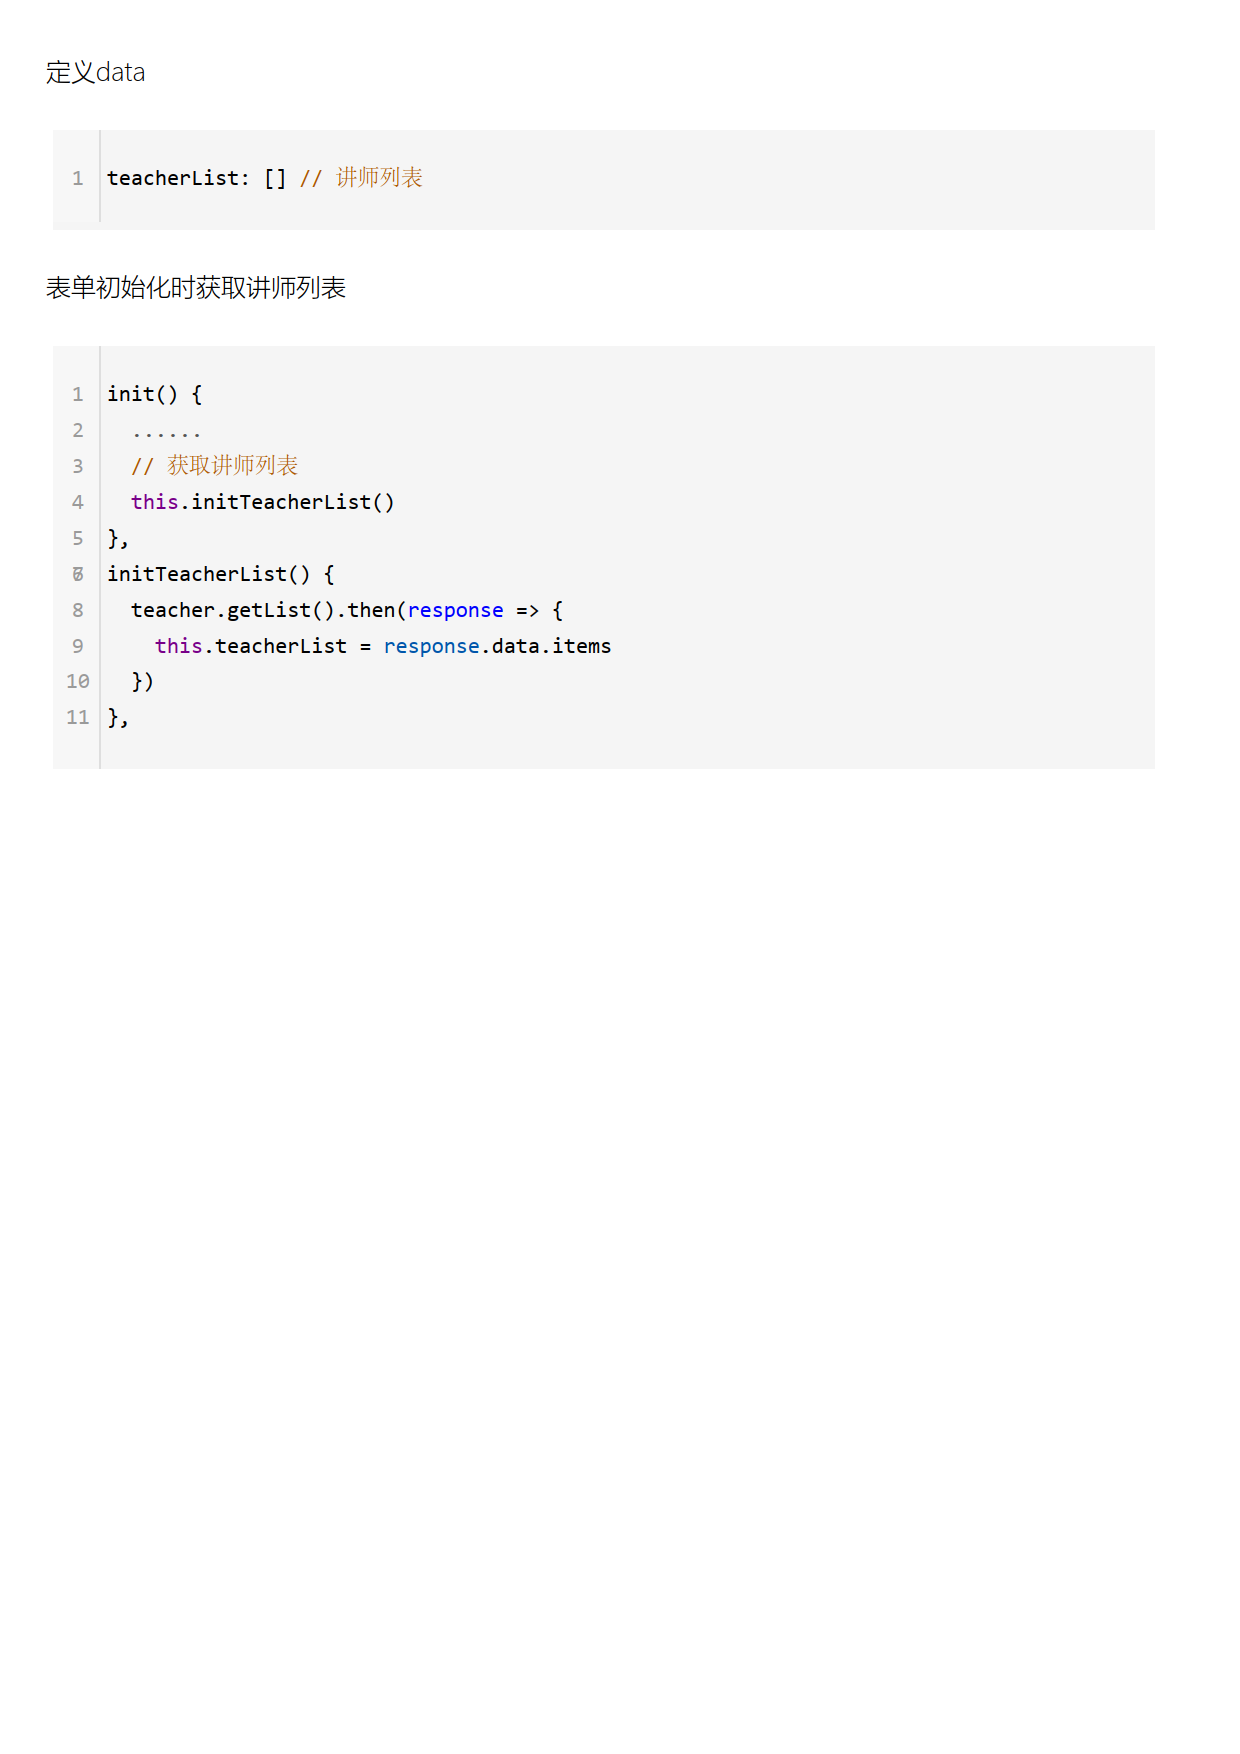 定义data
1 teacherList: [] // 讲师列表
表单初始化时获取讲师列表
1 init() {
2   ......
3   // 获取讲师列表
4   this.initTeacherList()
5 },
6
7 initTeacherList() {
8   teacher.getList().then(response => {
9     this.teacherList = response.data.items
10   })
11 },